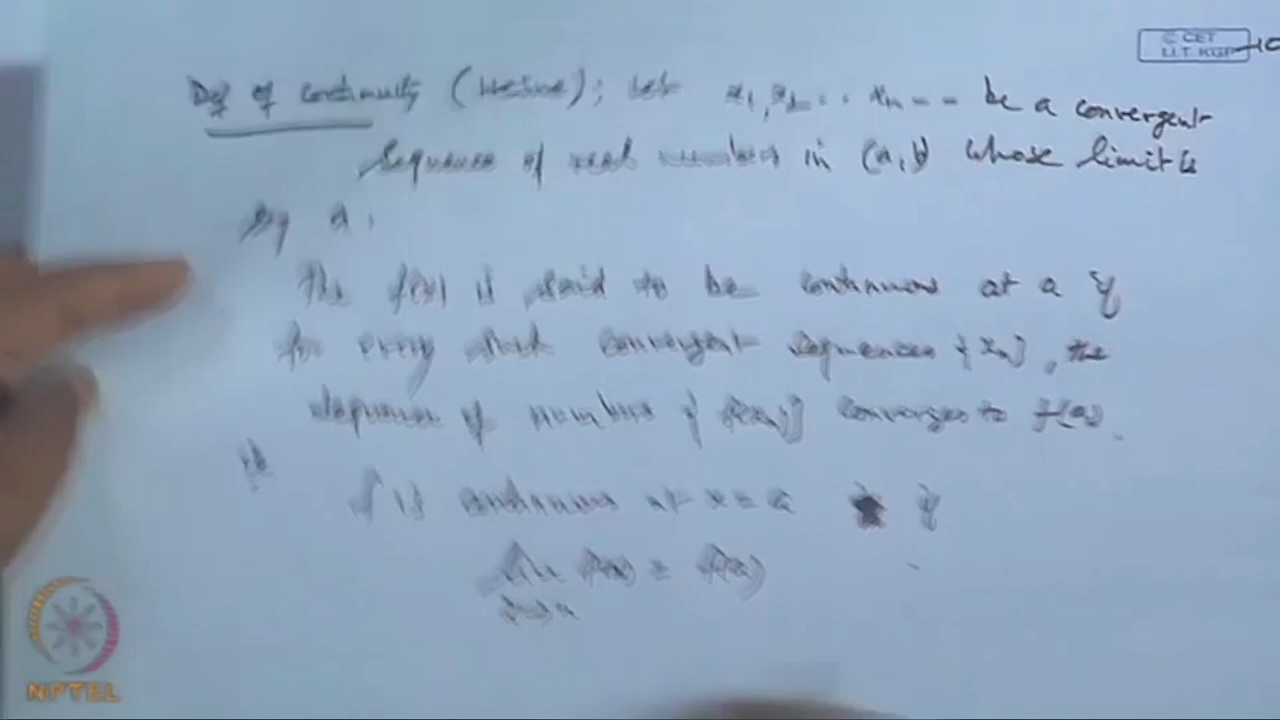 © CET
I.I.T. KGP
Def of continuity (Heine); Let x1, x2, .. xn -- be a convergent
Sequence of real numbers in (a, b) whose limit is
a.
The f(x) is said to be continuous at a if
for every such convergent sequences {xn}, the
sequence of numbers {f(xn)} converges to f(a).
f is continuous at x = a if
lim f(x) = f(a)
x→a
NPTEL